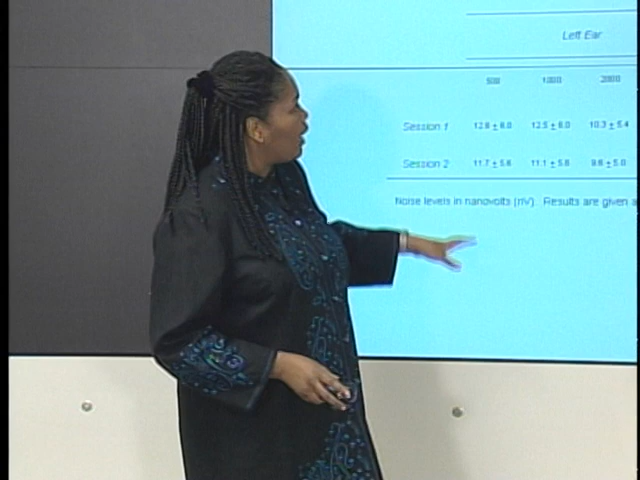 Left Ear
500 1000 2000
Session 1 12.8 ± 6.0 12.5 ± 6.0 10.3 ± 5.4
Session 2 11.7 ± 5.6 11.1 ± 5.8 9.8 ± 5.0
Noise levels in nanovolts (nV). Results are given a